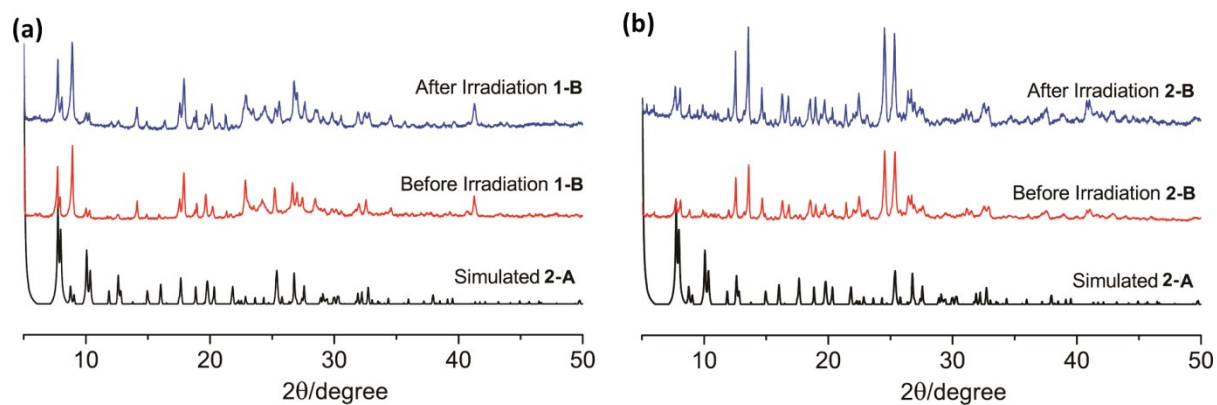 (a)
After Irradiation 1-B
Before Irradiation 1-B
Simulated 2-A
10 20 30 40 50
2θ/degree
(b)
After Irradiation 2-B
Before Irradiation 2-B
Simulated 2-A
10 20 30 40 50
2θ/degree